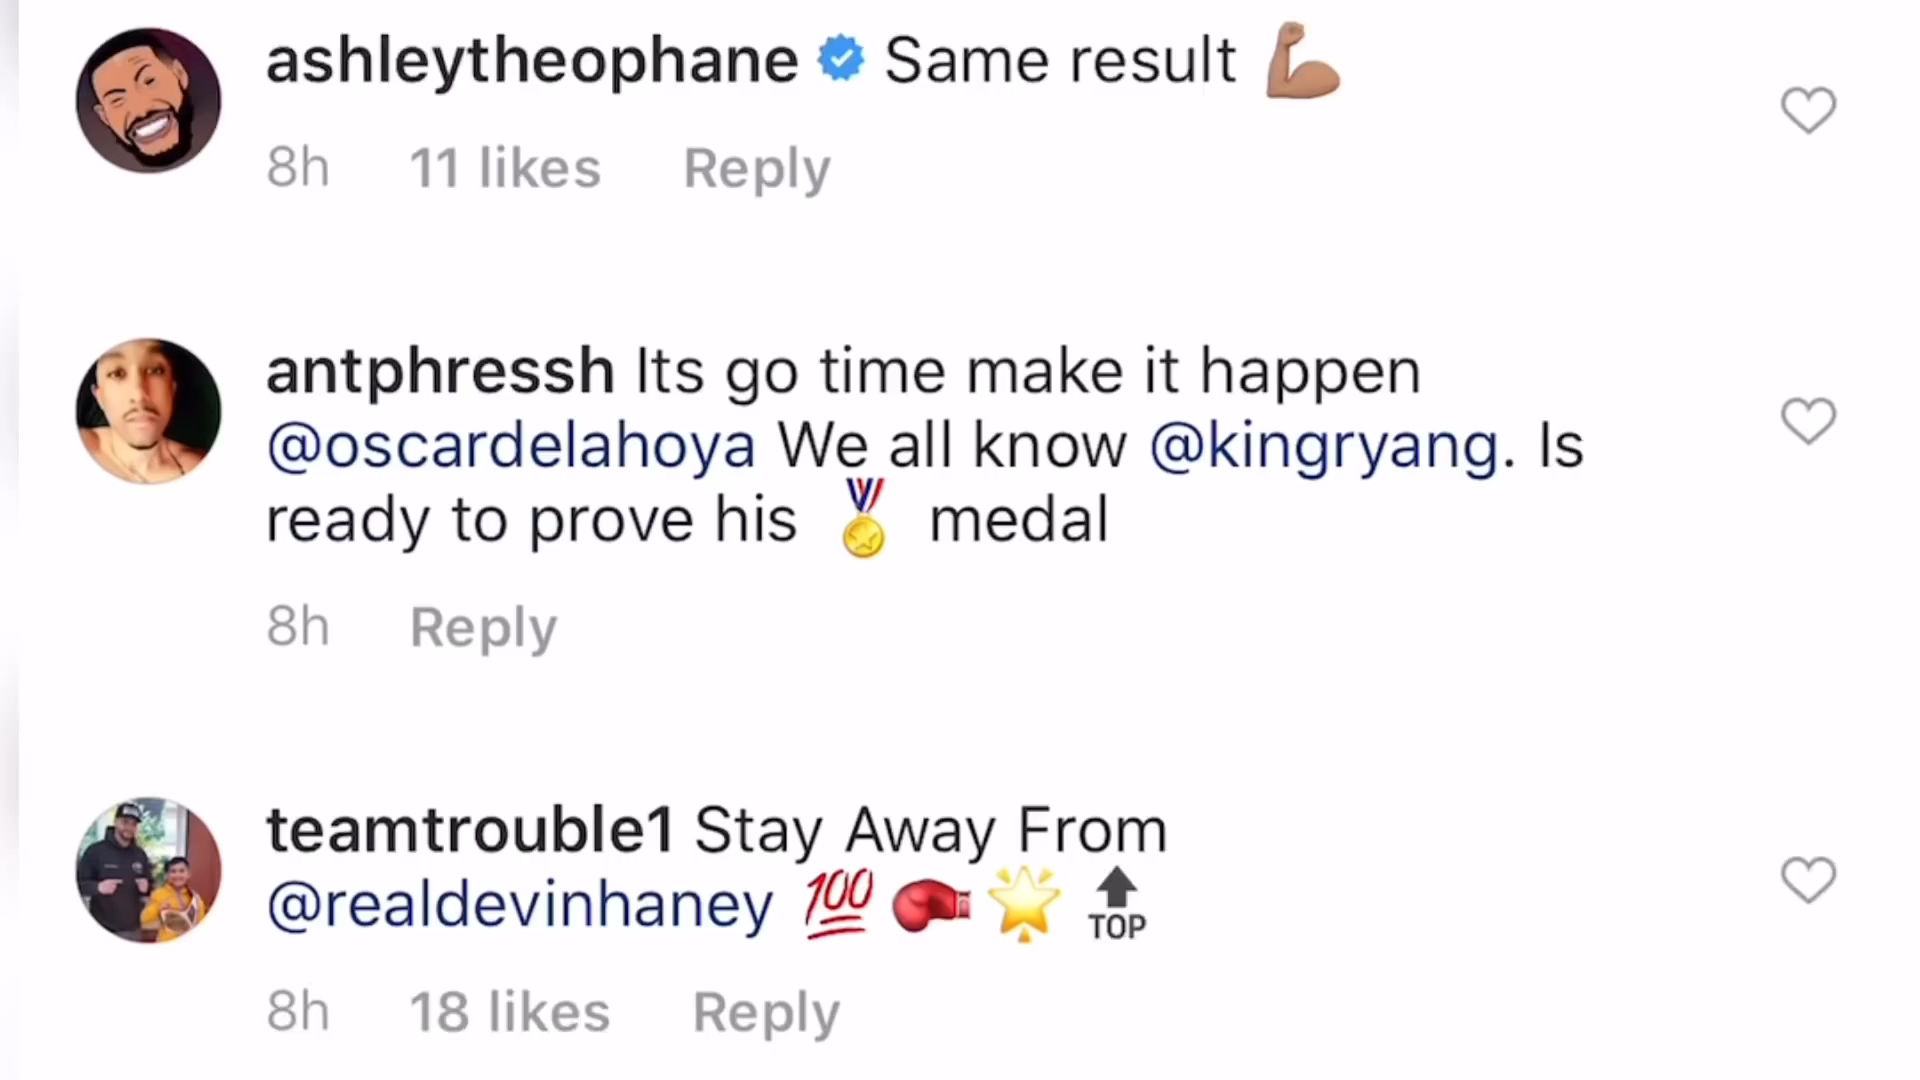 ashleytheophane Same result 💪🏽
8h 11 likes Reply
antphressh Its go time make it happen
@oscardelahoya We all know @kingryang. Is
ready to prove his 🏅 medal
8h Reply
teamtrouble1 Stay Away From
@realdevinhaney 💯🥊🌟🔝
8h 18 likes Reply